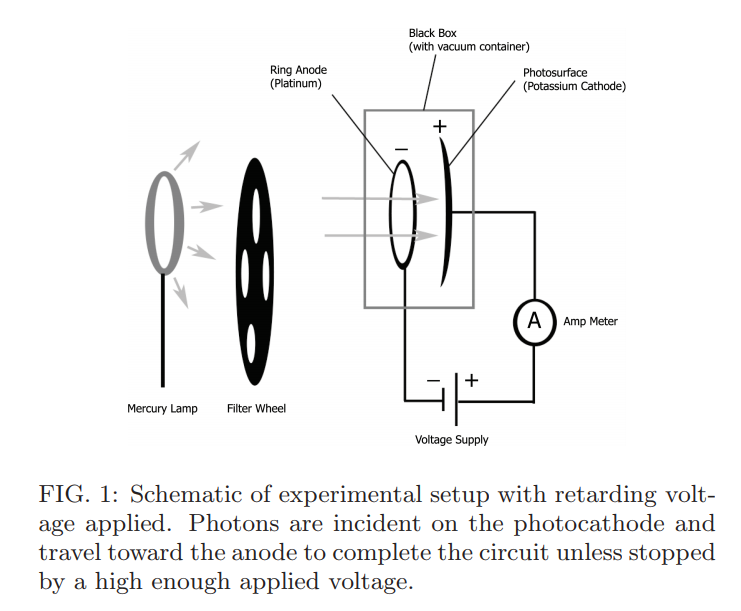 Black Box
(with vacuum container)
Ring Anode
(Platinum)
Photosurface
(Potassium Cathode)
+
−
A
Amp Meter
− +
Mercury Lamp
Filter Wheel
Voltage Supply
FIG. 1: Schematic of experimental setup with retarding volt-
age applied. Photons are incident on the photocathode and
travel toward the anode to complete the circuit unless stopped
by a high enough applied voltage.